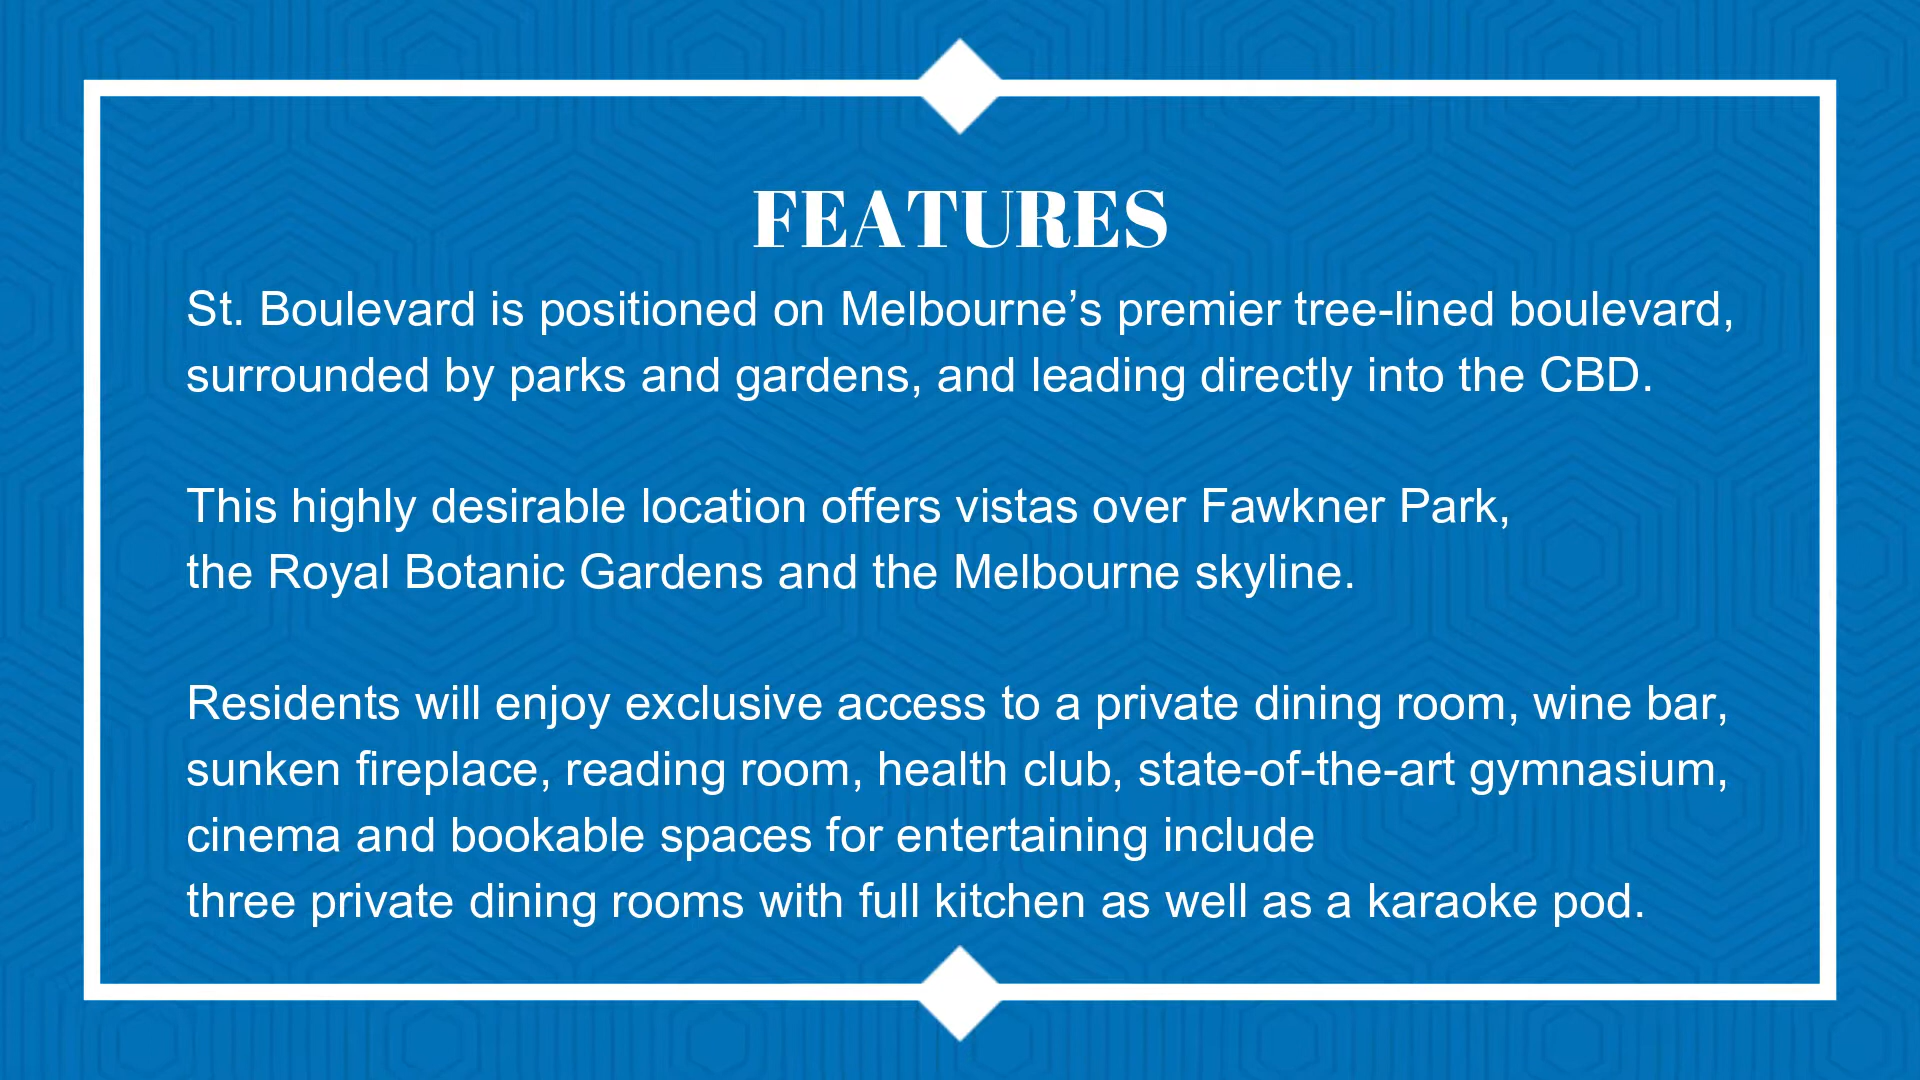 FEATURES
St. Boulevard is positioned on Melbourne’s premier tree-lined boulevard,
surrounded by parks and gardens, and leading directly into the CBD.
This highly desirable location offers vistas over Fawkner Park,
the Royal Botanic Gardens and the Melbourne skyline.
Residents will enjoy exclusive access to a private dining room, wine bar,
sunken fireplace, reading room, health club, state-of-the-art gymnasium,
cinema and bookable spaces for entertaining include
three private dining rooms with full kitchen as well as a karaoke pod.